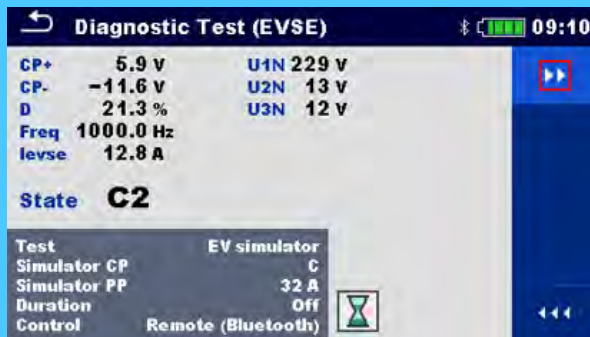 Diagnostic Test (EVSE) 09:10
CP+ 5.9 V U1N 229 V
CP- -11.6 V U2N 13 V
D 21.3 % U3N 12 V
Freq 1000.0 Hz
Ievse 12.8 A
State C2
Test EV simulator
Simulator CP C
Simulator PP 32 A
Duration Off
Control Remote (Bluetooth)